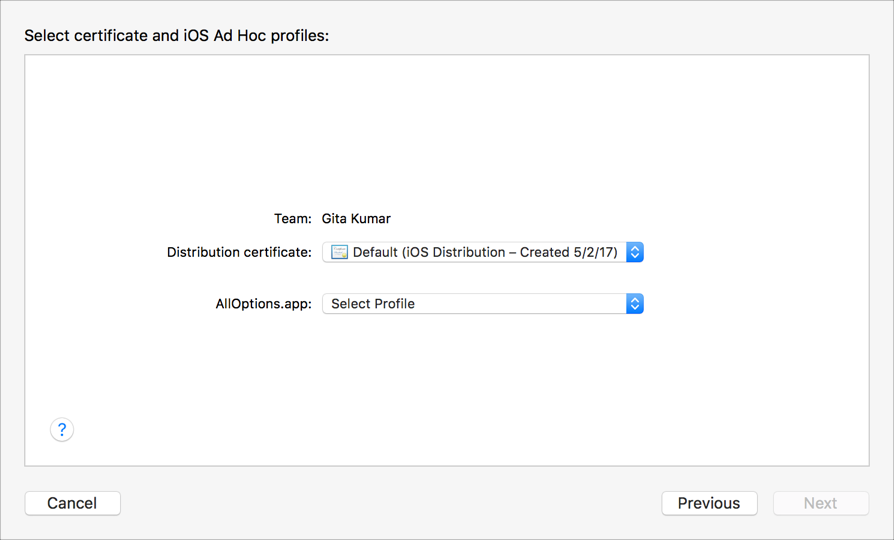 Select certificate and iOS Ad Hoc profiles:
Team: Gita Kumar
Distribution certificate: Default (iOS Distribution – Created 5/2/17)
AllOptions.app: Select Profile
?
Cancel Previous Next